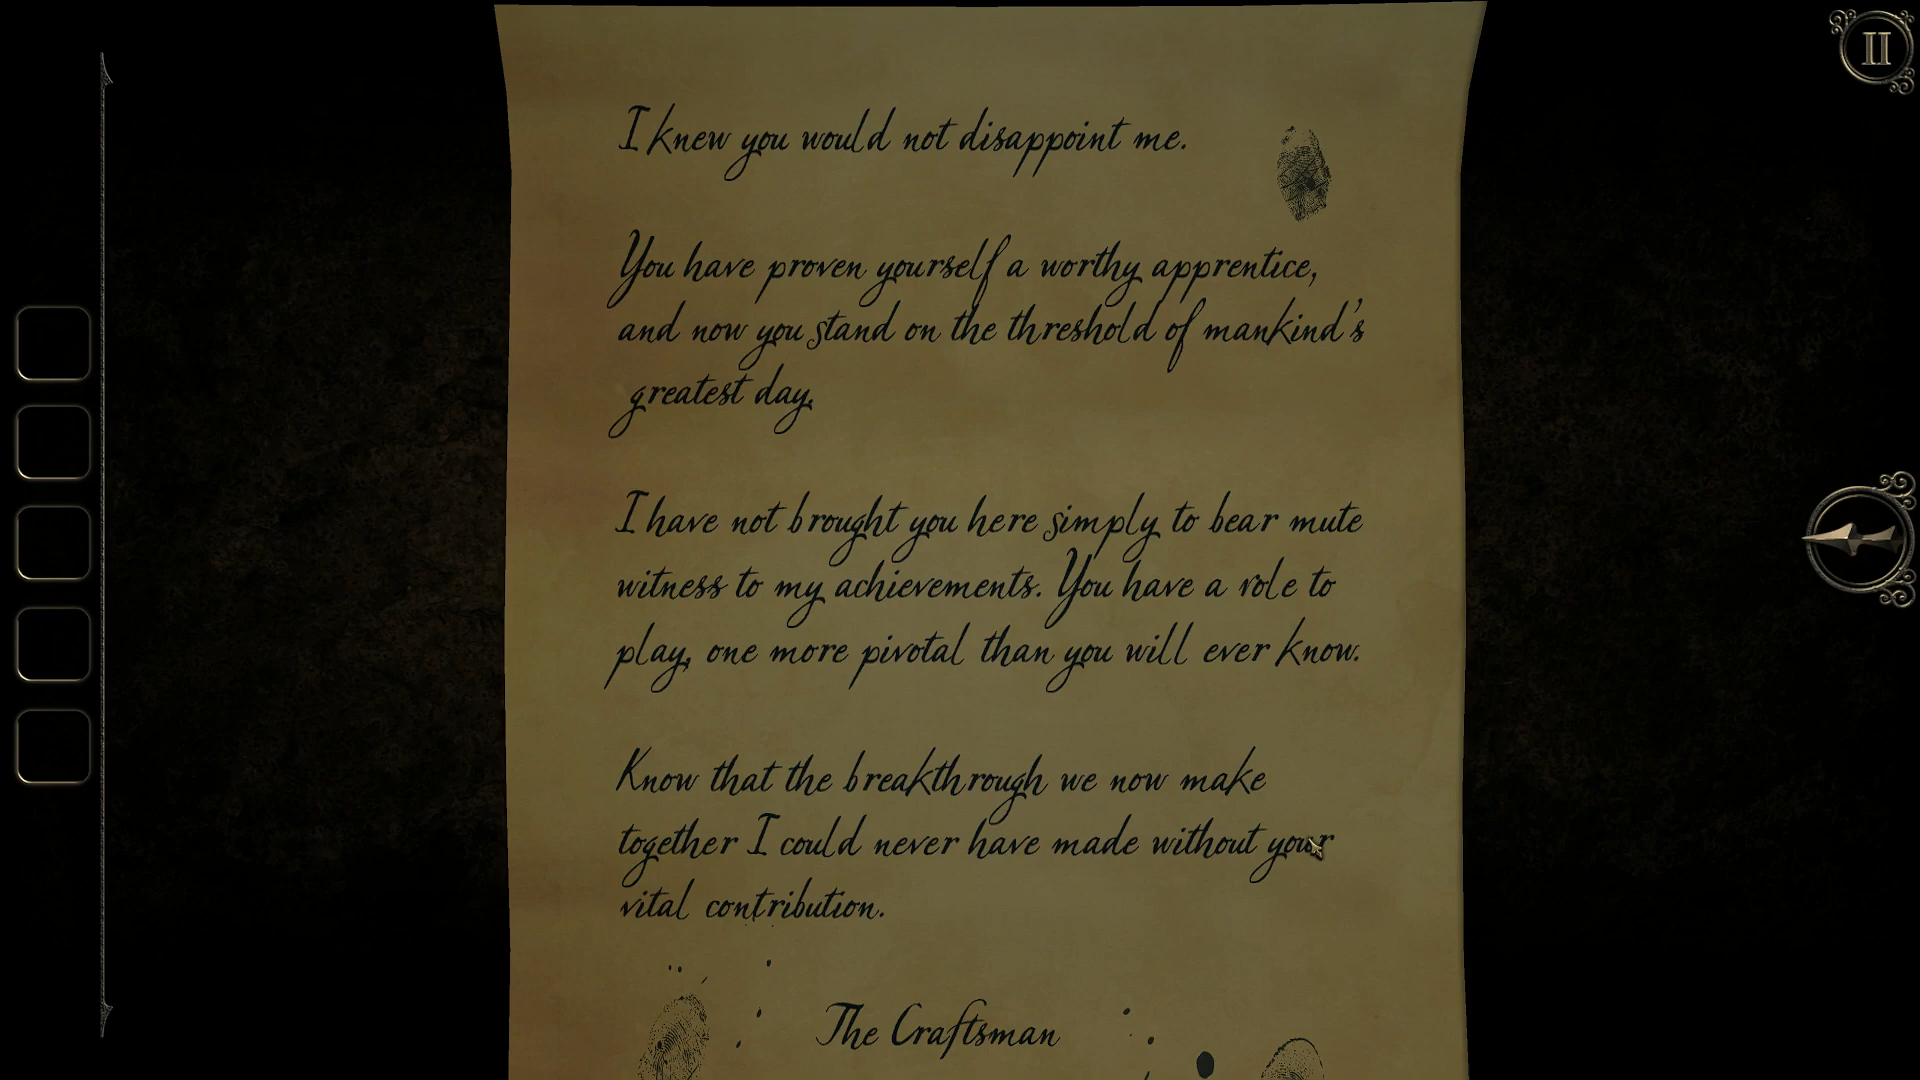 II
I knew you would not disappoint me.
You have proven yourself a worthy apprentice,
and now you stand on the threshold of mankind's
greatest day.
I have not brought you here simply to bear mute
witness to my achievements. You have a role to
play, one more pivotal than you will ever know.
Know that the breakthrough we now make
together I could never have made without your
vital contribution.
The Craftsman